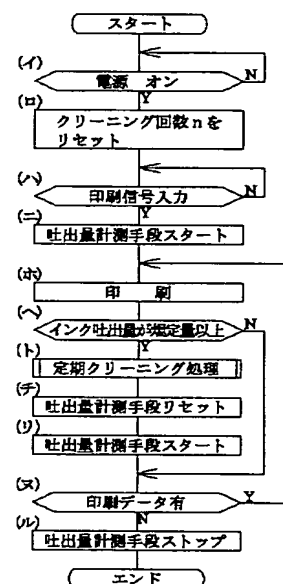 スタート
(イ)
電源 オン
N
Y
(ロ)
クリーニング回数nを
リセット
(ハ)
印刷信号入力
N
Y
(ニ)
吐出量計測手段スタート
(ホ)
印 刷
(ヘ)
インク吐出量が規定量以上
N
Y
(ト)
定期クリーニング処理
(チ)
吐出量計測手段リセット
(リ)
吐出量計測手段スタート
(ヌ)
印刷データ有
Y
N
(ル)
吐出量計測手段ストップ
エンド